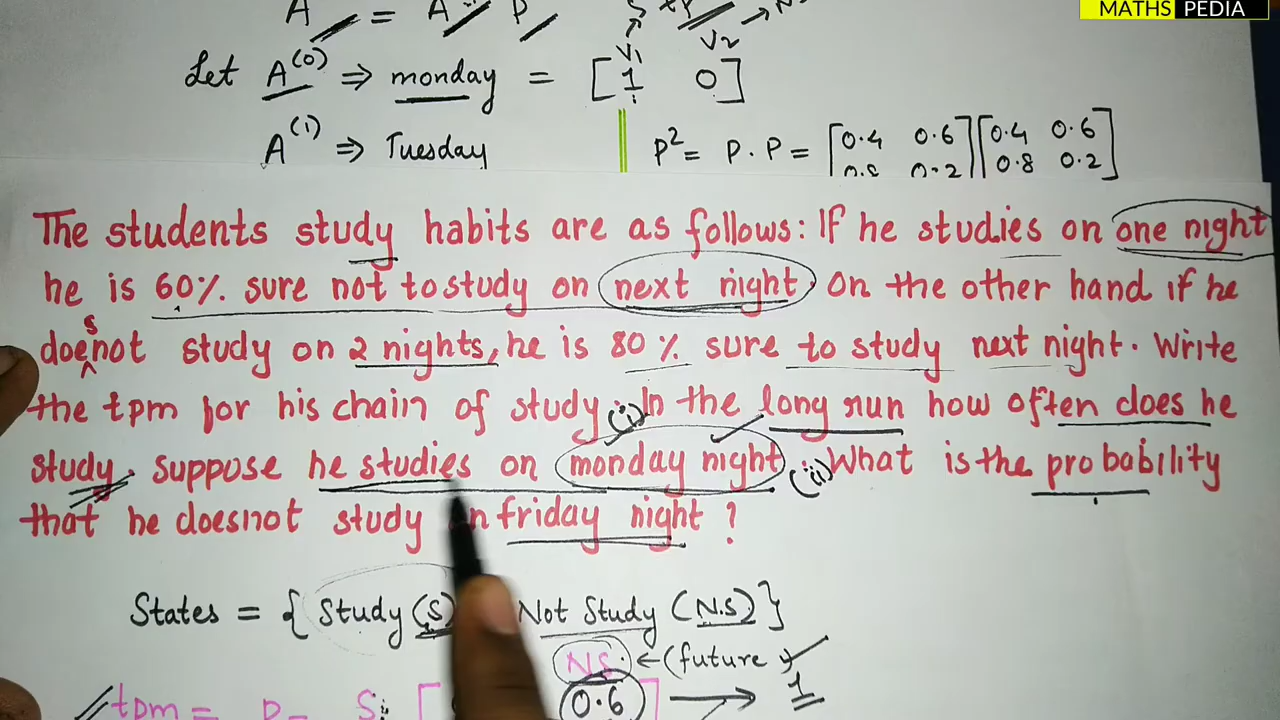 MATHS PEDIA
A = A P
V1 V2
Let A(0) ⇒ monday = [1 0]
A(1) ⇒ Tuesday
P² = P . P = [0.4 0.6] [0.4 0.6]
0.8 0.2
The students study habits are as follows: If he studies on one night
he is 60% sure not to study on next night. On the other hand if he
does not study on 2 nights, he is 80% sure to study next night. Write
the tpm for his chain of study. (i) In the long run how often does he
study. suppose he studies on monday night. (ii) What is the probability
that he doesnot study on friday night ?
States = { Study (S) Not Study (N.S) }
NS ← (future)
tpm = P = S [ 0.6 ] → 1